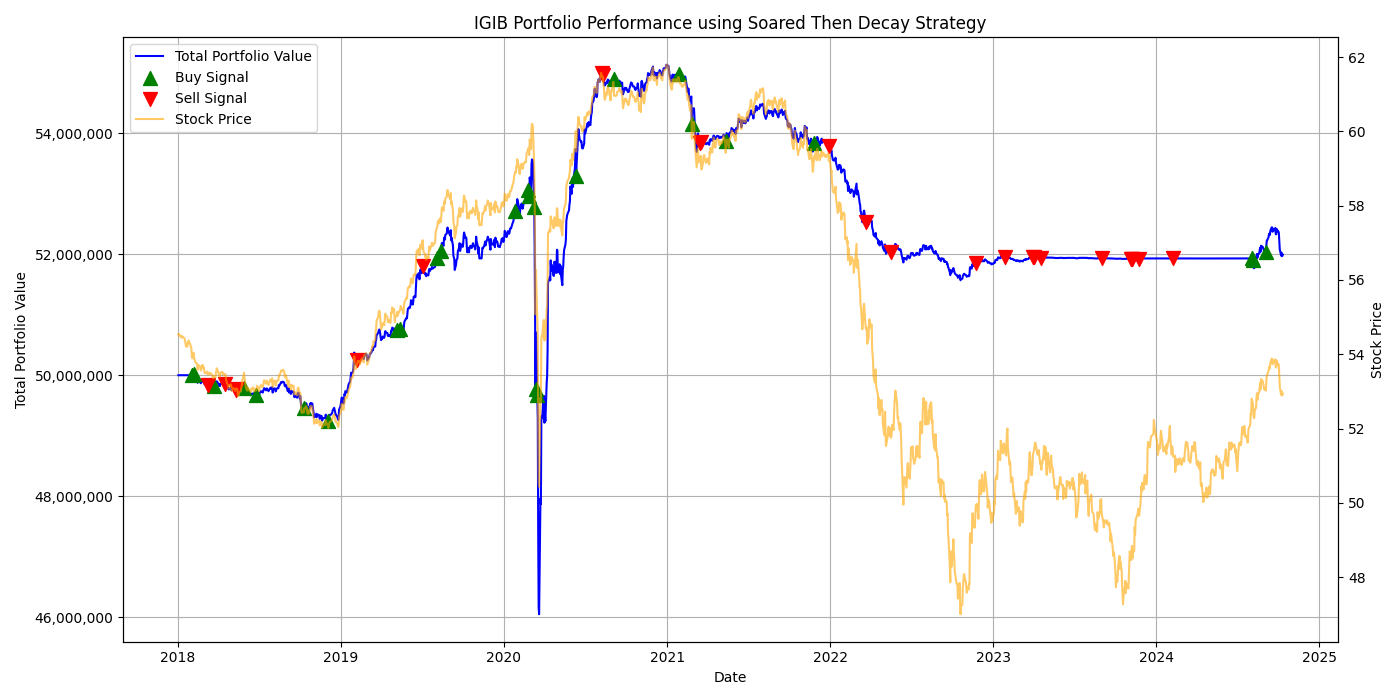 IGIB Portfolio Performance using Soared Then Decay Strategy
Total Portfolio Value
Buy Signal
Sell Signal
Stock Price
54,000,000
52,000,000
50,000,000
48,000,000
46,000,000
Total Portfolio Value
62
60
58
56
54
52
50
48
Stock Price
2018
2019
2020
2021
2022
2023
2024
2025
Date